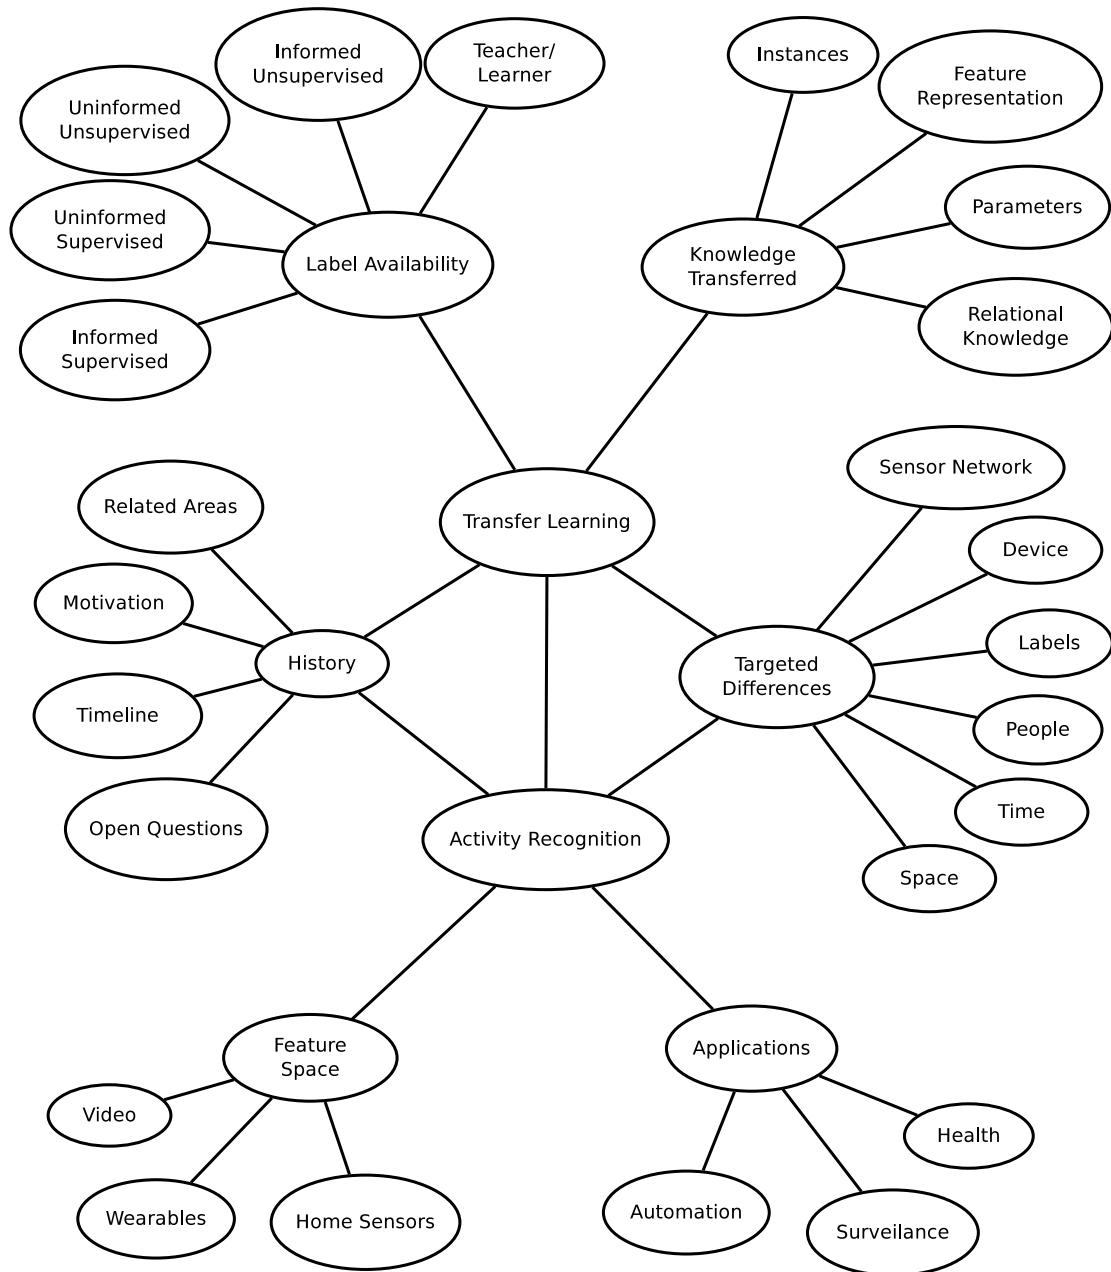 Informed
Unsupervised
Teacher/
Learner
Instances
Feature
Representation
Uninformed
Unsupervised
Parameters
Uninformed
Supervised
Label Availability
Knowledge
Transferred
Relational
Knowledge
Informed
Supervised
Sensor Network
Related Areas
Transfer Learning
Device
Motivation
Labels
History
Targeted
Differences
Timeline
People
Time
Open Questions
Activity Recognition
Space
Feature
Space
Applications
Video
Health
Wearables
Home Sensors
Automation
Surveilance